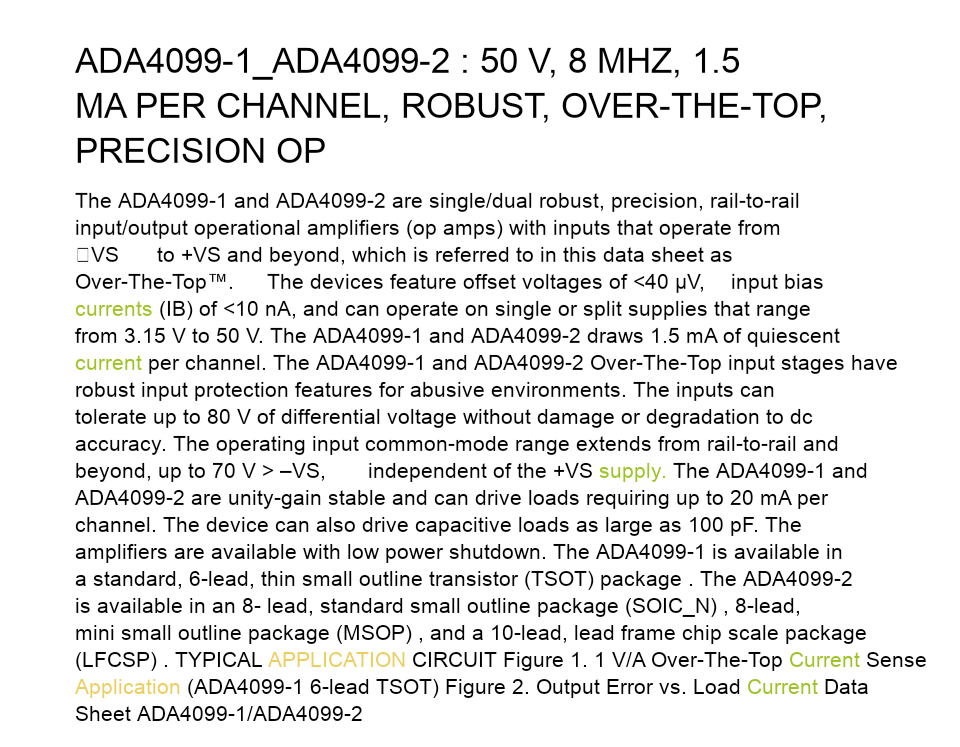 ADA4099-1_ADA4099-2 : 50 V, 8 MHZ, 1.5
MA PER CHANNEL, ROBUST, OVER-THE-TOP,
PRECISION OP
The ADA4099-1 and ADA4099-2 are single/dual robust, precision, rail-to-rail
input/output operational amplifiers (op amps) with inputs that operate from
□VS to +VS and beyond, which is referred to in this data sheet as
Over-The-Top™. The devices feature offset voltages of <40 μV, input bias
currents (IB) of <10 nA, and can operate on single or split supplies that range
from 3.15 V to 50 V. The ADA4099-1 and ADA4099-2 draws 1.5 mA of quiescent
current per channel. The ADA4099-1 and ADA4099-2 Over-The-Top input stages have
robust input protection features for abusive environments. The inputs can
tolerate up to 80 V of differential voltage without damage or degradation to dc
accuracy. The operating input common-mode range extends from rail-to-rail and
beyond, up to 70 V > –VS, independent of the +VS supply. The ADA4099-1 and
ADA4099-2 are unity-gain stable and can drive loads requiring up to 20 mA per
channel. The device can also drive capacitive loads as large as 100 pF. The
amplifiers are available with low power shutdown. The ADA4099-1 is available in
a standard, 6-lead, thin small outline transistor (TSOT) package . The ADA4099-2
is available in an 8- lead, standard small outline package (SOIC_N) , 8-lead,
mini small outline package (MSOP) , and a 10-lead, lead frame chip scale package
(LFCSP) . TYPICAL APPLICATION CIRCUIT Figure 1. 1 V/A Over-The-Top Current Sense
Application (ADA4099-1 6-lead TSOT) Figure 2. Output Error vs. Load Current Data
Sheet ADA4099-1/ADA4099-2